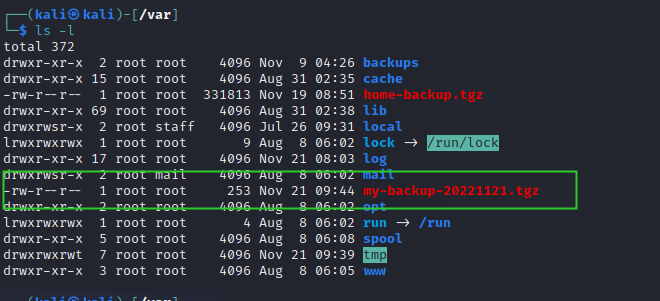 ┌──(kali㉿kali)-[/var]
└─$ ls -l
total 372
drwxr-xr-x  2 root root    4096 Nov  9 04:26 backups
drwxr-xr-x 15 root root    4096 Aug 31 02:35 cache
-rw-r--r--  1 root root  331813 Nov 19 08:51 home-backup.tgz
drwxr-xr-x 69 root root    4096 Aug 31 02:38 lib
drwxrwsr-x  2 root staff   4096 Jul 26 09:31 local
lrwxrwxrwx  1 root root       9 Aug  8 06:02 lock -> /run/lock
drwxr-xr-x 17 root root    4096 Nov 21 08:03 log
drwxrwsr-x  2 root mail    4096 Aug  8 06:02 mail
-rw-r--r--  1 root root     253 Nov 21 09:44 my-backup-20221121.tgz
drwxr-xr-x  2 root root    4096 Aug  8 06:02 opt
lrwxrwxrwx  1 root root       4 Aug  8 06:02 run -> /run
drwxr-xr-x  5 root root    4096 Aug  8 06:08 spool
drwxrwxrwt  7 root root    4096 Nov 21 09:39 tmp
drwxr-xr-x  3 root root    4096 Aug  8 06:05 www
┌──(kali㉿kali)-[/var]